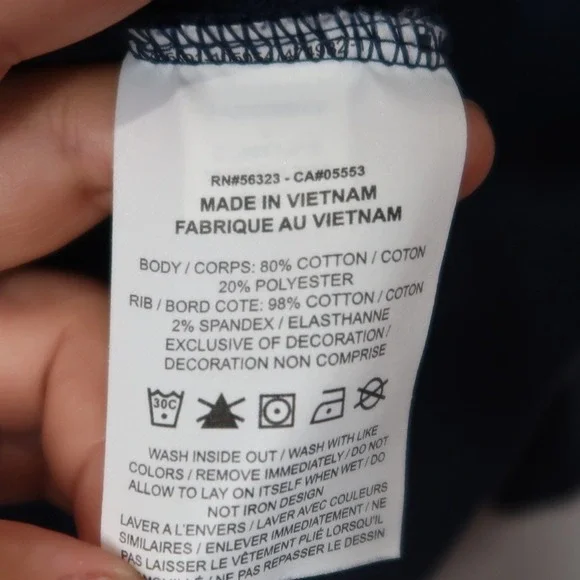 RN#56323 - CA#05553
MADE IN VIETNAM
FABRIQUE AU VIETNAM
BODY / CORPS: 80% COTTON / COTON
20% POLYESTER
RIB / BORD COTE: 98% COTTON / COTON
2% SPANDEX / ELASTHANNE
EXCLUSIVE OF DECORATION /
DECORATION NON COMPRISE
30C
WASH INSIDE OUT / WASH WITH LIKE
COLORS / REMOVE IMMEDIATELY / DO NOT
ALLOW TO LAY ON ITSELF WHEN WET / DO
NOT IRON DESIGN
LAVER A L'ENVERS / LAVER AVEC COULEURS
SIMILAIRES / ENLEVER IMMEDIATEMENT / NE
PAS LAISSER LE VÊTEMENT PLIÉ LORSQU'IL
/ NE PAS REPASSER LE DESSIN